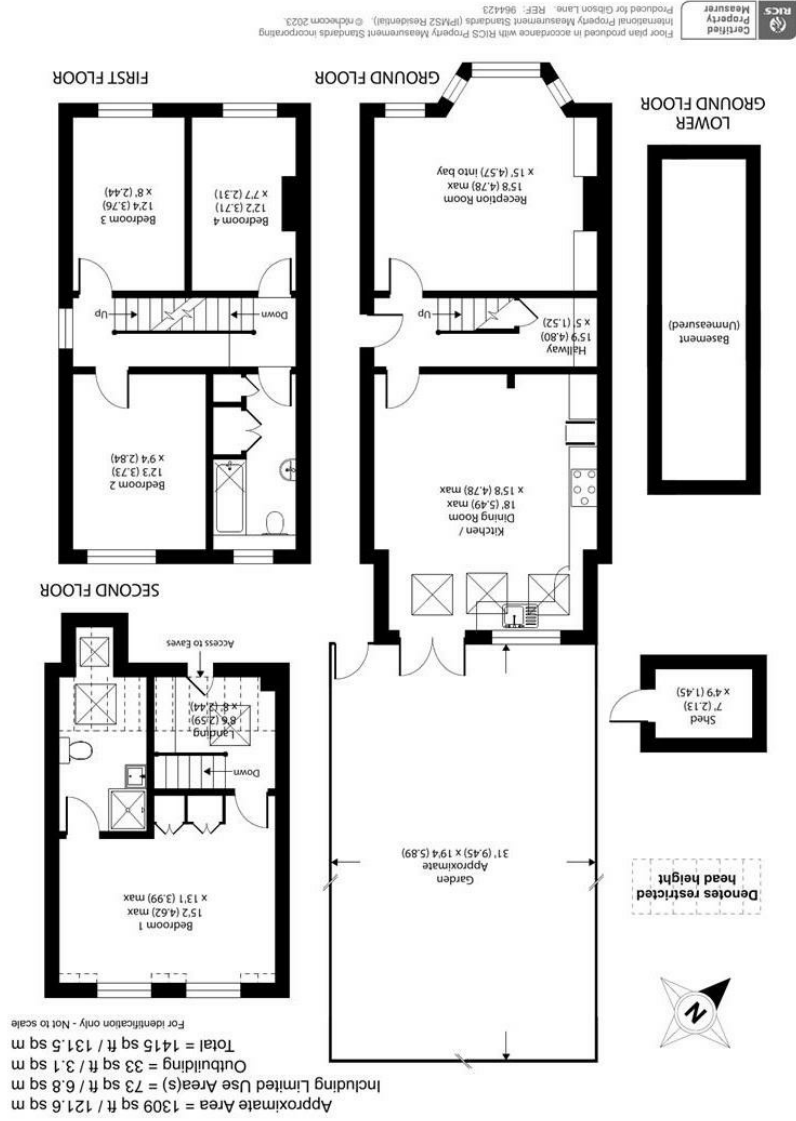 Approximate Area = 1309 sq ft / 121.6 sq m
Including Limited Use Area(s) = 73 sq ft / 6.8 sq m
Outbuilding = 33 sq ft / 3.1 sq m
Total = 1415 sq ft / 131.5 sq m
For identification only - Not to scale
N
Denotes restricted
head height
Garden
Approximate
31' (9.45) x 19'4 (5.89)
Bedroom 1
15'2 (4.62) max
x 13'1 (3.99) max
Down
Landing
8'6 (2.59)
x 8' (2.44)
Access to Eaves
SECOND FLOOR
Shed
7' (2.13)
x 4'9 (1.45)
Kitchen /
Dining Room
18' (5.49) max
x 15'8 (4.78) max
Bedroom 2
12'3 (3.73)
x 9'4 (2.84)
Basement
(Unmeasured)
Hallway
15'9 (4.80)
x 5' (1.52)
Up
Down
Up
Reception Room
15'8 (4.78) max
x 15' (4.57) into bay
Bedroom 4
12'2 (3.71)
x 7'7 (2.31)
Bedroom 3
12'4 (3.76)
x 8' (2.44)
LOWER
GROUND FLOOR
GROUND FLOOR
FIRST FLOOR
RICS
Certified
Property
Measurer
Floor plan produced in accordance with RICS Property Measurement Standards incorporating
International Property Measurement Standards (IPMS2 Residential). © nichecom 2023.
Produced for Gibson Lane. REF: 964423